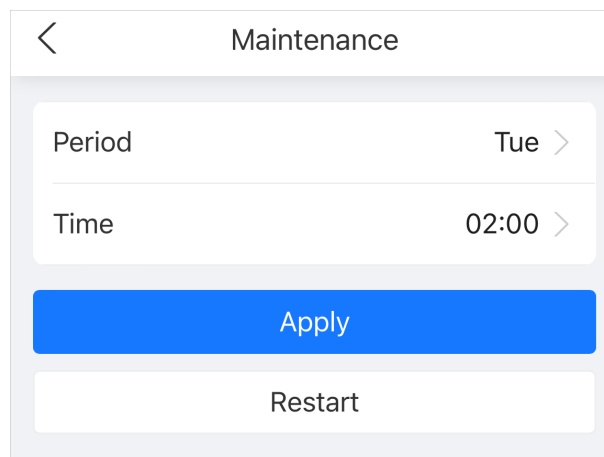 Maintenance
Period Tue
Time 02:00
Apply
Restart